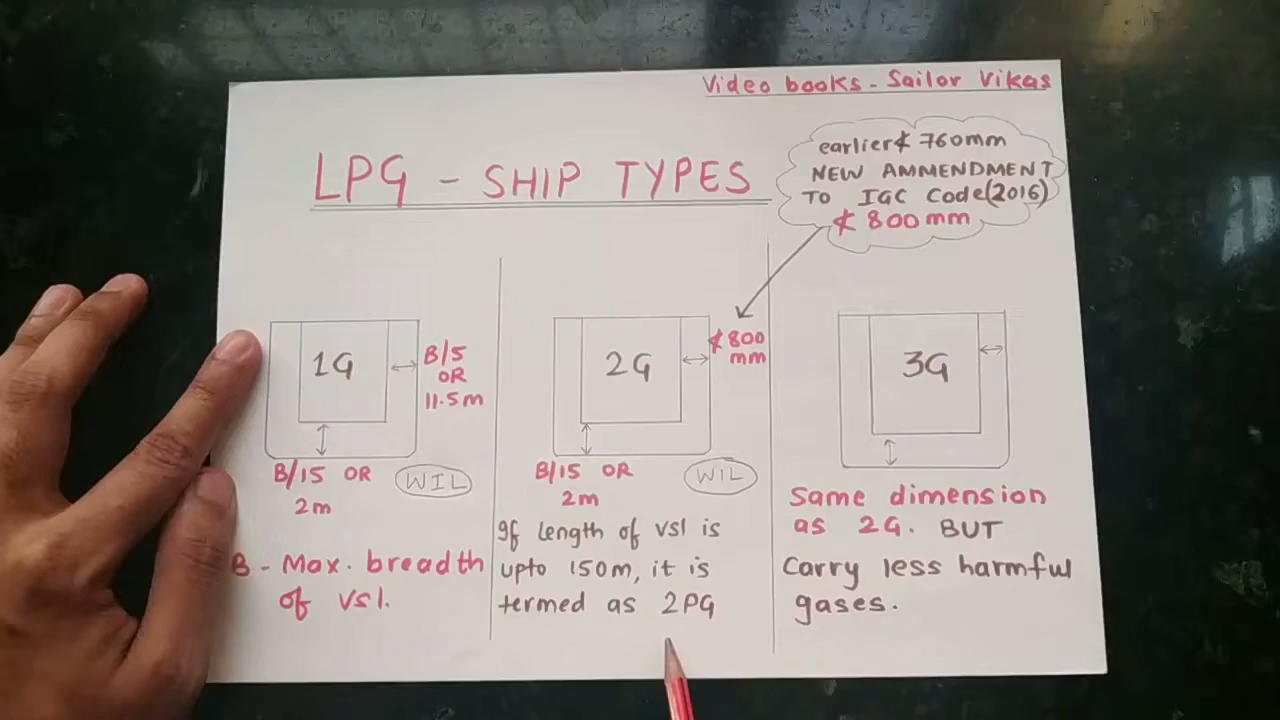 Video books - Sailor Vikas
LPG - SHIP TYPES
earlier ≮ 760mm
NEW AMMENDMENT
TO IGC Code(2016)
≮ 800mm
1G
B/5
OR
11.5m
B/15 OR
2m
WIL
B - Max. breadth
of vsl.
2G
≮ 800
mm
B/15 OR
2m
WIL
If length of vsl is
upto 150m, it is
termed as 2PG
3G
Same dimension
as 2G. BUT
Carry less harmful
gases.